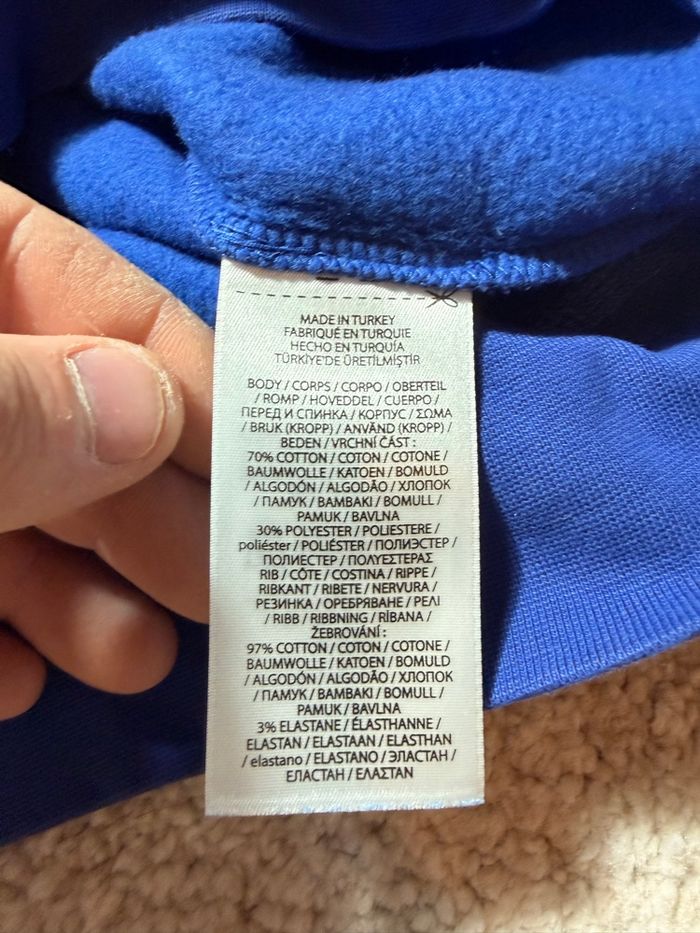 MADE IN TURKEY
FABRIQUÉ EN TURQUIE
HECHO EN TURQUÍA
TÜRKİYE'DE ÜRETİLMİŞTİR
BODY / CORPS / CORPO / OBERTEIL
/ ROMP / HOVEDDEL / CUERPO /
ПЕРЕД И СПИНКА / КОРПУС / ΣΩΜΑ
/ BRUK (KROPP) / ANVÄND (KROPP) /
BEDEN / VRCHNÍ ČÁST :
70% COTTON / COTON / COTONE /
BAUMWOLLE / KATOEN / BOMULD
/ ALGODÓN / ALGODÃO / ХЛОПОК
/ ПАМУК / BAMBAKI / BOMULL /
PAMUK / BAVLNA
30% POLYESTER / POLIESTERE /
poliéster / POLIÉSTER / ПОЛИЭСТЕР /
ПОЛИЕСТЕР / ΠΟΛΥΕΣΤΕΡΑΣ
RIB / CÔTE / COSTINA / RIPPE /
RIBKANT / RIBETE / NERVURA /
РЕЗИНКА / ОРЕБРЯВАНЕ / ΡΕΛΙ
/ RIBB / RIBBNING / RİBANA /
ŽEBROVÁNÍ :
97% COTTON / COTON / COTONE /
BAUMWOLLE / KATOEN / BOMULD
/ ALGODÓN / ALGODÃO / ХЛОПОК
/ ПАМУК / BAMBAKI / BOMULL /
PAMUK / BAVLNA
3% ELASTANE / ÉLASTHANNE /
ELASTAN / ELASTAAN / ELASTHAN
/ elastano / ELASTANO / ЭЛАСТАН /
ЕЛАСТАН / ΕΛΑΣΤΑΝ